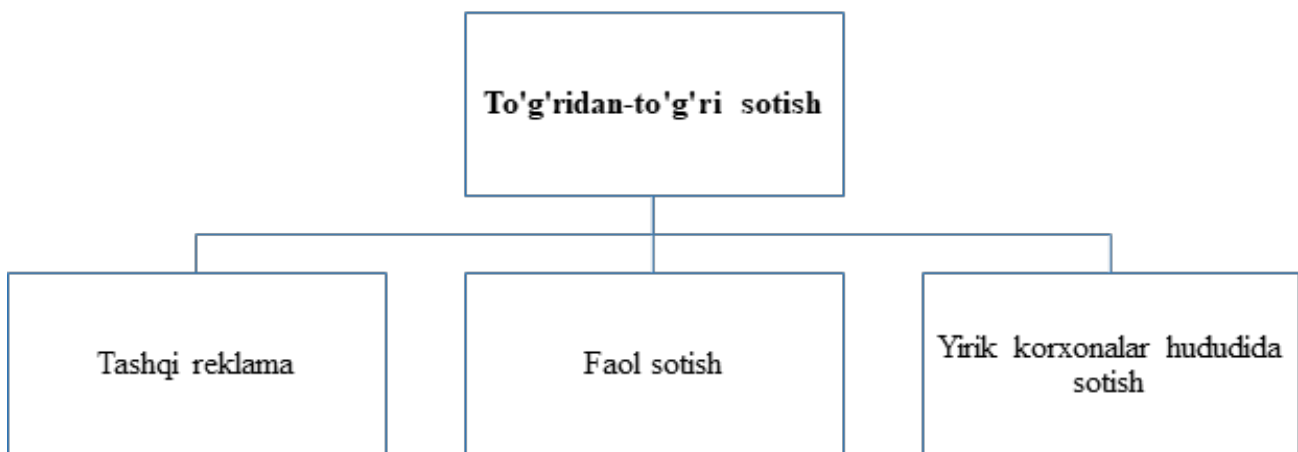 To'g'ridan-to'g'ri sotish
Tashqi reklama
Faol sotish
Yirik korxonalar hududida
sotish